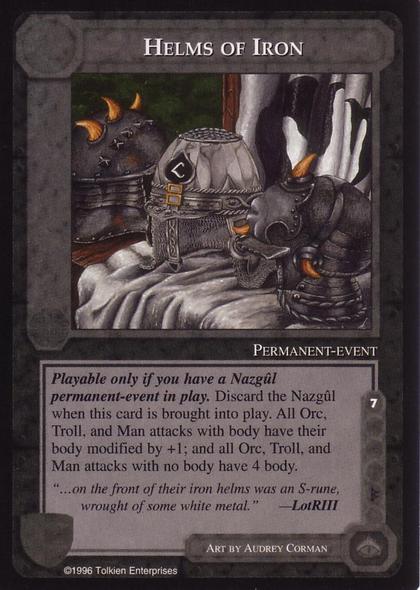 HELMS OF IRON
PERMANENT-EVENT
Playable only if you have a Nazgûl
permanent-event in play. Discard the Nazgûl
when this card is brought into play. All Orc,
Troll, and Man attacks with body have their
body modified by +1; and all Orc, Troll, and
Man attacks with no body have 4 body.
7
“...on the front of their iron helms was an S-rune,
wrought of some white metal.” —LotRIII
ART BY AUDREY CORMAN
©1996 Tolkien Enterprises